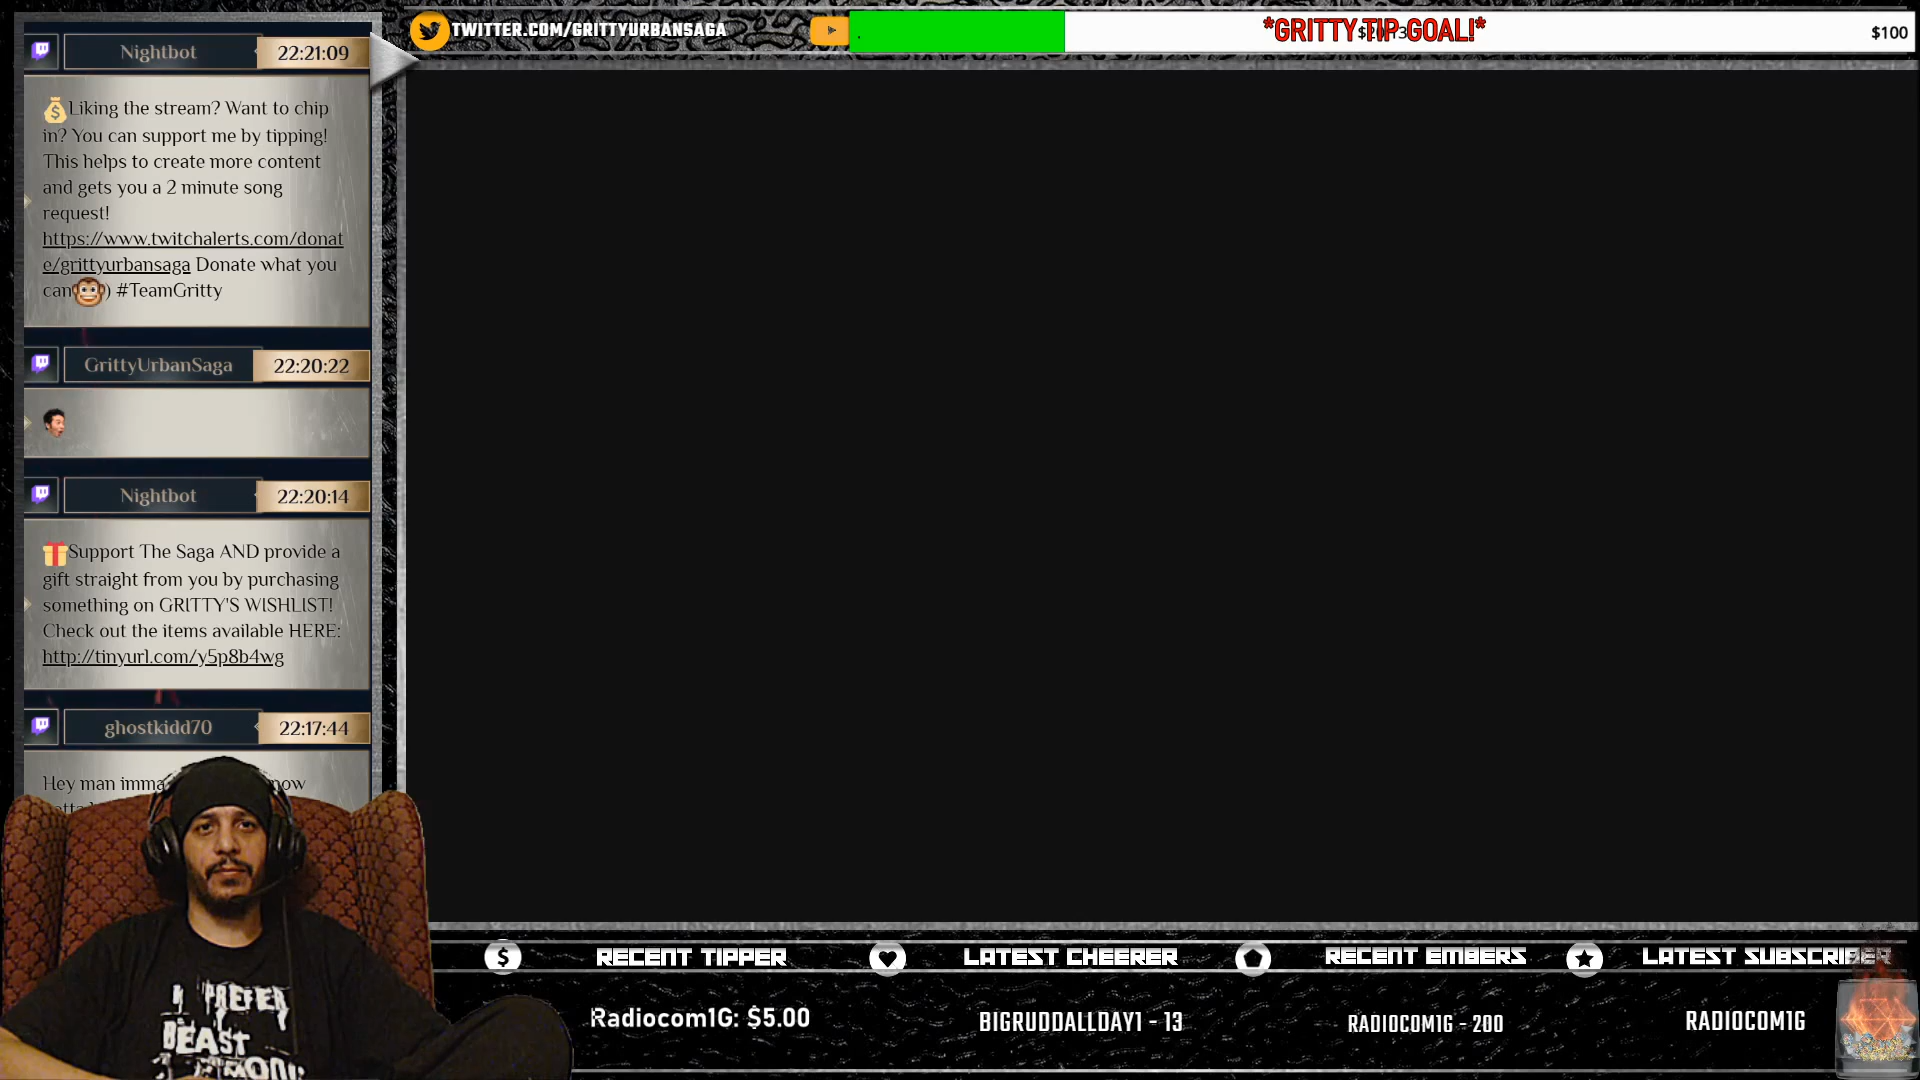 Nightbot 22:21:09
Liking the stream? Want to chip
in? You can support me by tipping!
This helps to create more content
and gets you a 2 minute song
request!
https://www.twitchalerts.com/donat
e/grittyurbansaga Donate what you
can ) #TeamGritty
GrittyUrbanSaga 22:20:22
Nightbot 22:20:14
Support The Saga AND provide a
gift straight from you by purchasing
something on GRITTY'S WISHLIST!
Check out the items available HERE:
http://tinyurl.com/y5p8b4wg
ghostkidd70 22:17:44
Hey man imma
I PREFER
BEAST
MODE
TWITTER.COM/GRITTYURBANSAGA
*GRITTY TIP GOAL!*
$100
RECENT TIPPER
Radiocom1G: $5.00
LATEST CHEERER
BIGRUDDALLDAY1 - 13
RECENT EMBERS
RADIOCOM1G - 200
LATEST SUBSCRIBER
RADIOCOM1G